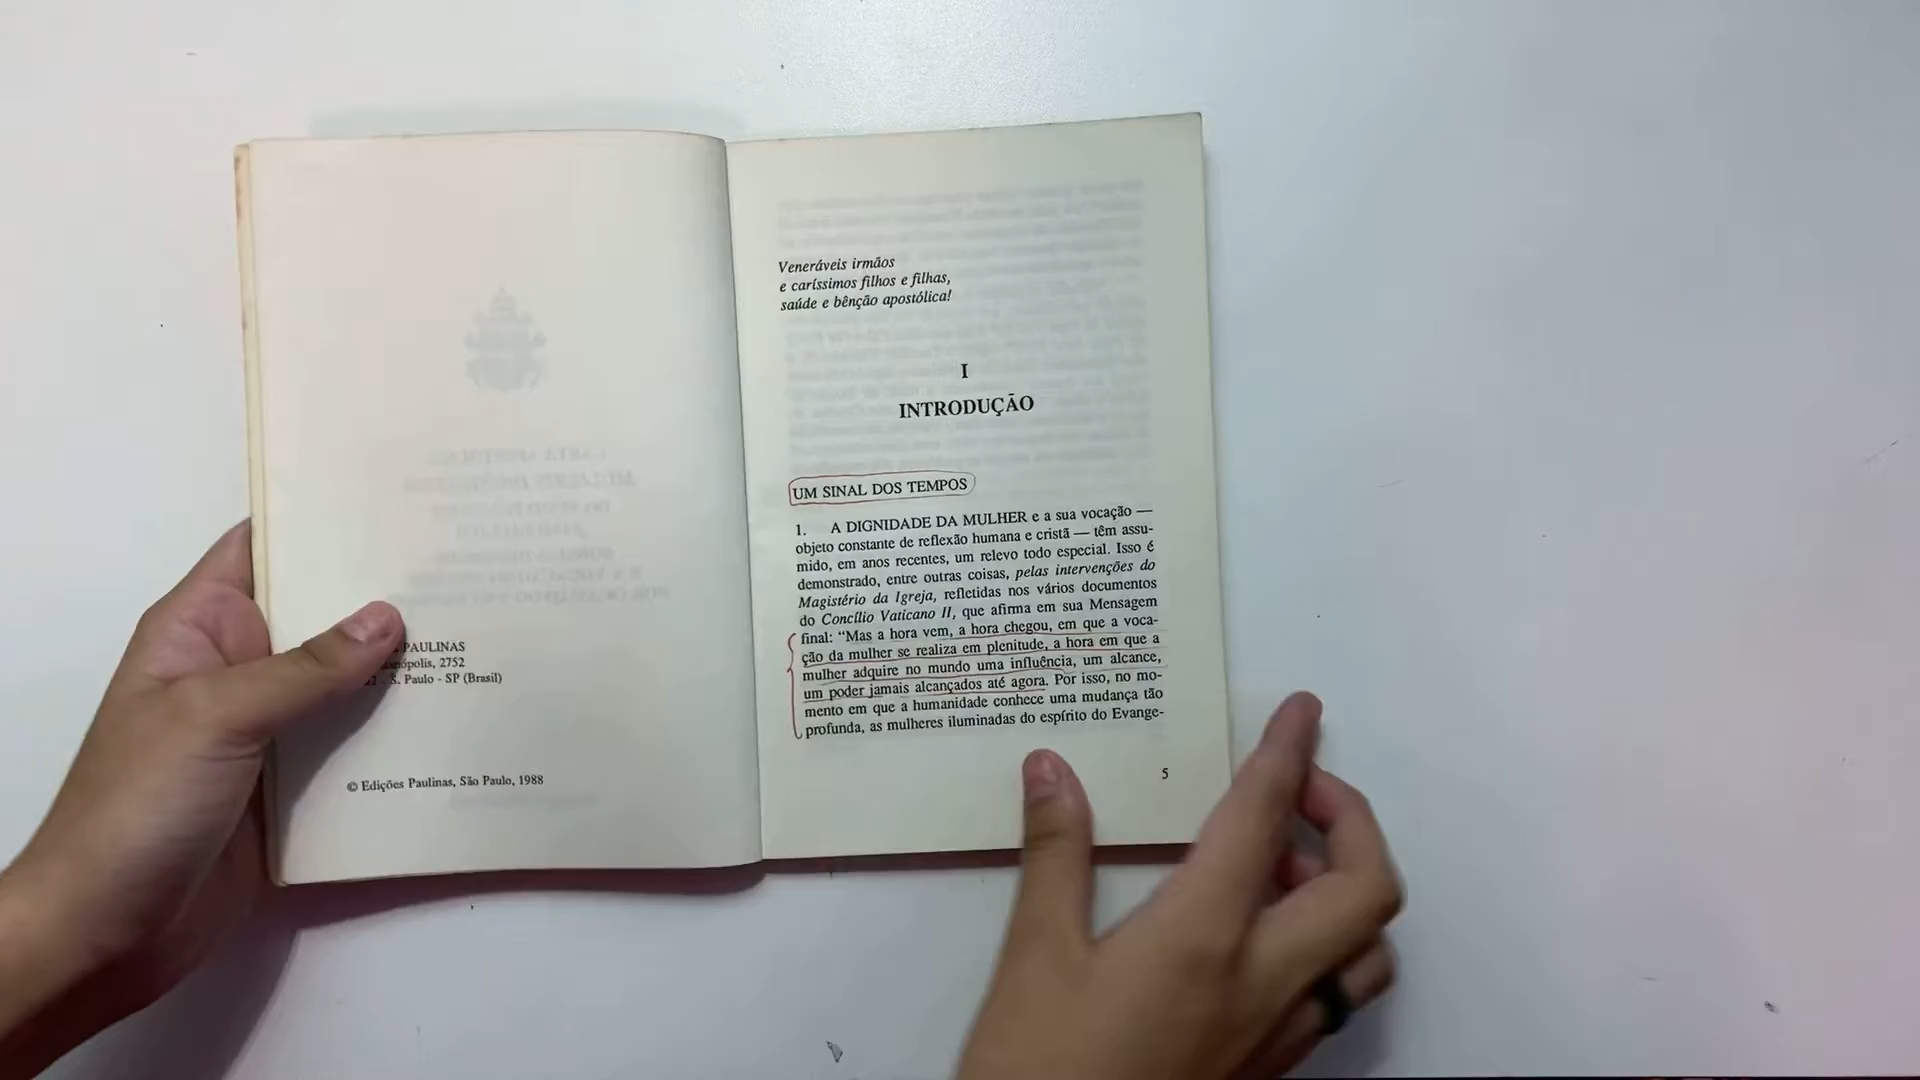 PAULINAS
2752
S. Paulo - SP (Brasil)
© Edições Paulinas, São Paulo, 1988
Veneráveis irmãos
e caríssimos filhos e filhas,
saúde e bênção apostólica!
I
INTRODUÇÃO
UM SINAL DOS TEMPOS
1. A DIGNIDADE DA MULHER e a sua vocação —
objeto constante de reflexão humana e cristã — têm assu-
mido, em anos recentes, um relevo todo especial. Isso é
demonstrado, entre outras coisas, pelas intervenções do
Magistério da Igreja, refletidas nos vários documentos
do Concílio Vaticano II, que afirma em sua Mensagem
final: “Mas a hora vem, a hora chegou, em que a voca-
ção da mulher se realiza em plenitude, a hora em que a
mulher adquire no mundo uma influência, um alcance,
um poder jamais alcançados até agora. Por isso, no mo-
mento em que a humanidade conhece uma mudança tão
profunda, as mulheres iluminadas do espírito do Evange-
5